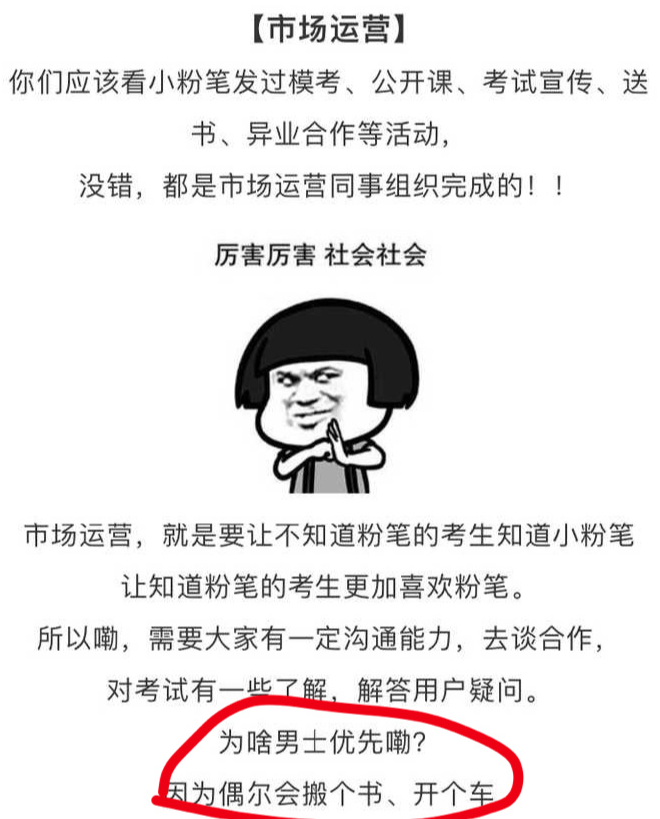 【市场运营】
你们应该看小粉笔发过模考、公开课、考试宣传、送
书、异业合作等活动，
没错，都是市场运营同事组织完成的！！
厉害厉害 社会社会
市场运营，就是要让不知道粉笔的考生知道小粉笔
让知道粉笔的考生更加喜欢粉笔。
所以嘞，需要大家有一定沟通能力，去谈合作，
对考试有一些了解，解答用户疑问。
为啥男士优先嘞？
因为偶尔会搬个书、开个车